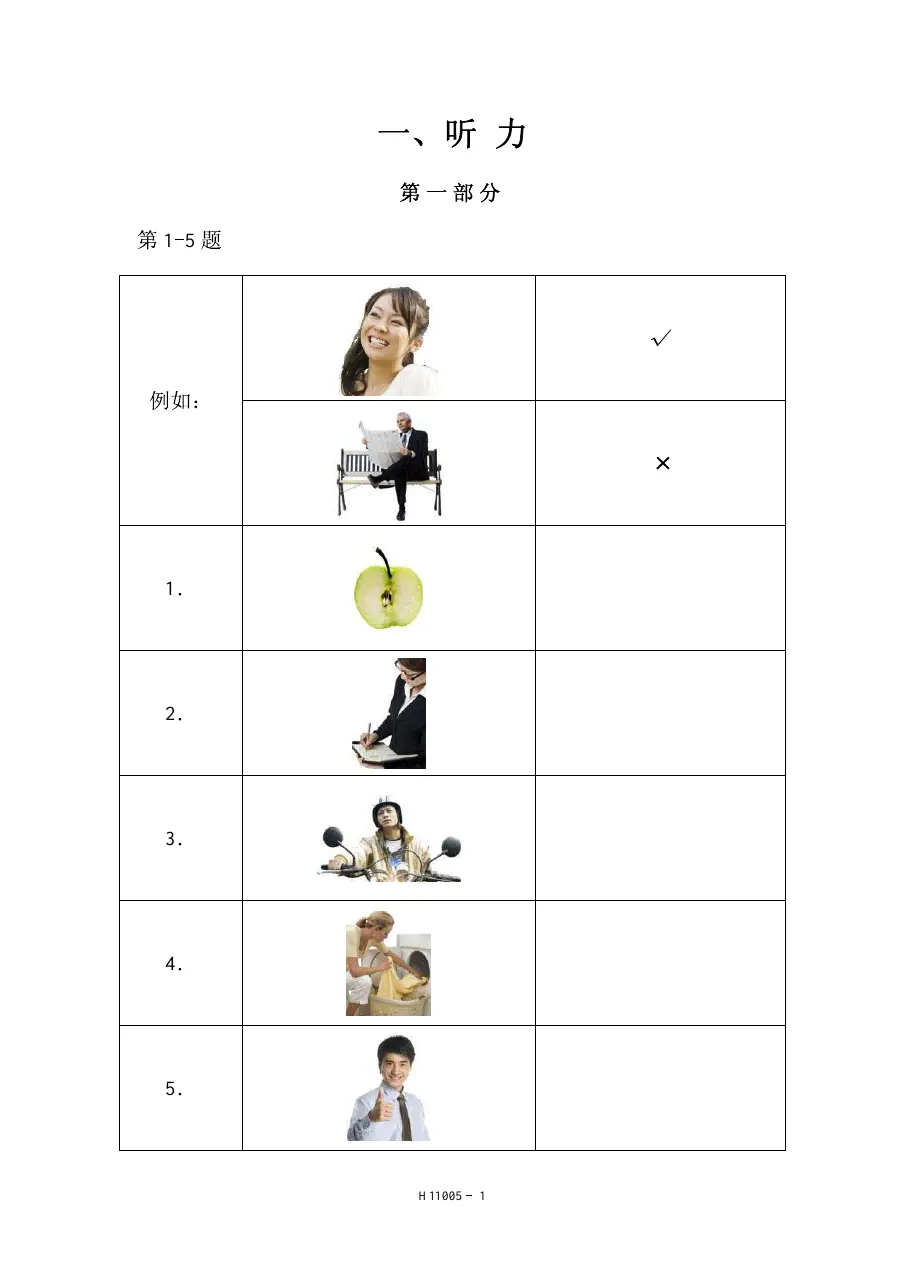 一、听 力
第一部分
第1-5题
例如:
√
×
1.
2.
3.
4.
5.
H11005 - 1